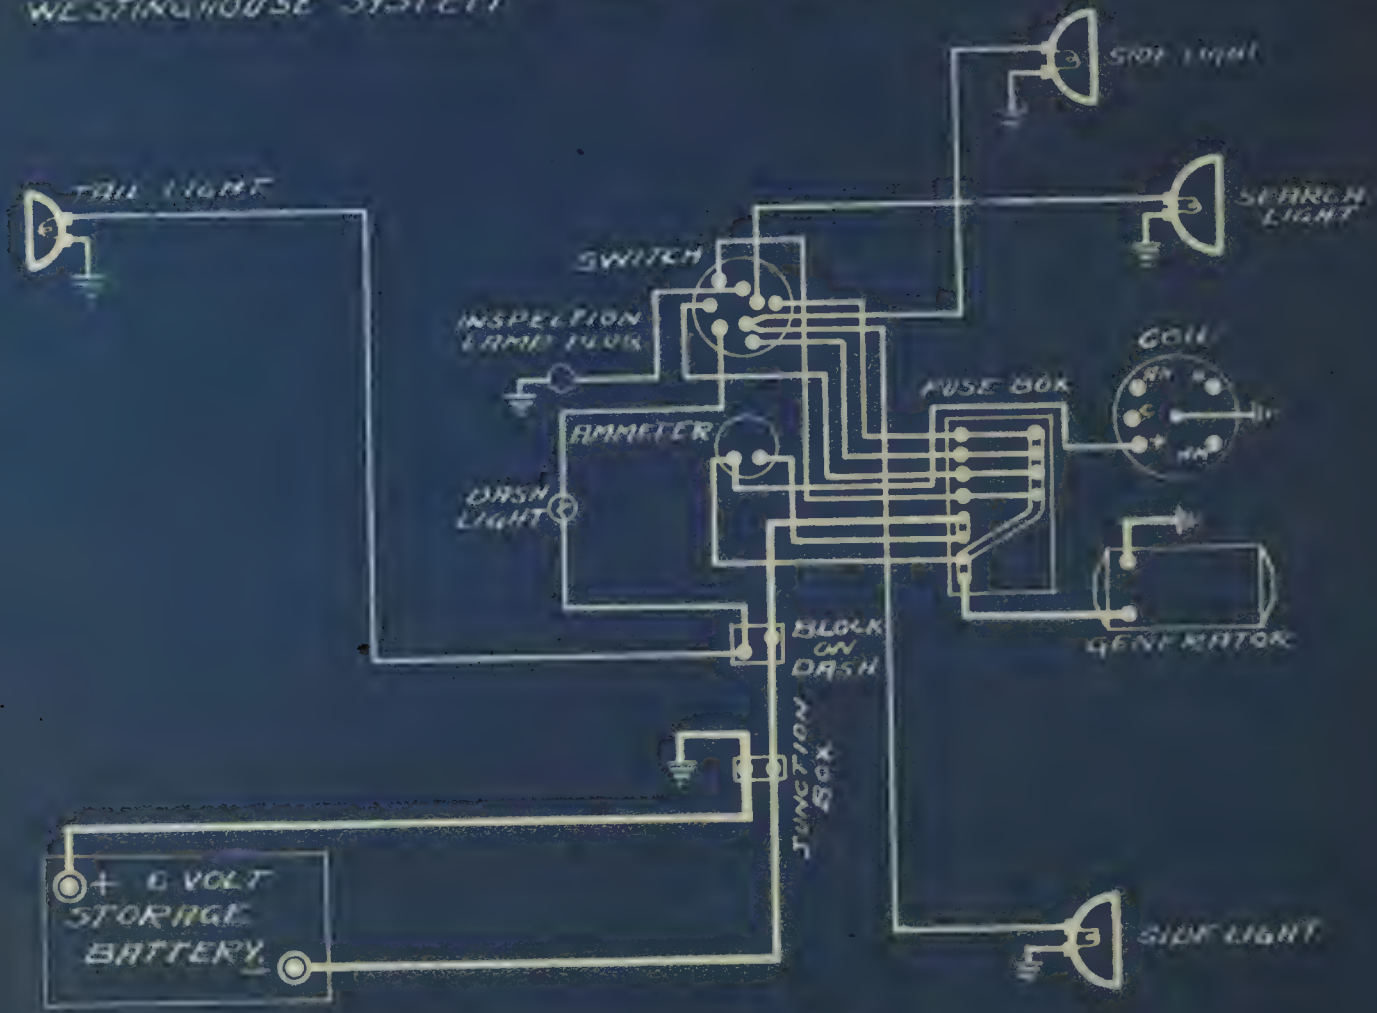 WESTINGHOUSE SYSTEM
SIDE LIGHT
TAIL LIGHT
SEARCH
LIGHT
SWITCH
INSPECTION
LAMP PLUG
COIL
FUSE BOX
AMMETER
C
+
DASH
LIGHT
BLOCK
ON
DASH
GENERATOR
JUNCTION
BOX
+ 6 VOLT
STORAGE
BATTERY
-
SIDE LIGHT